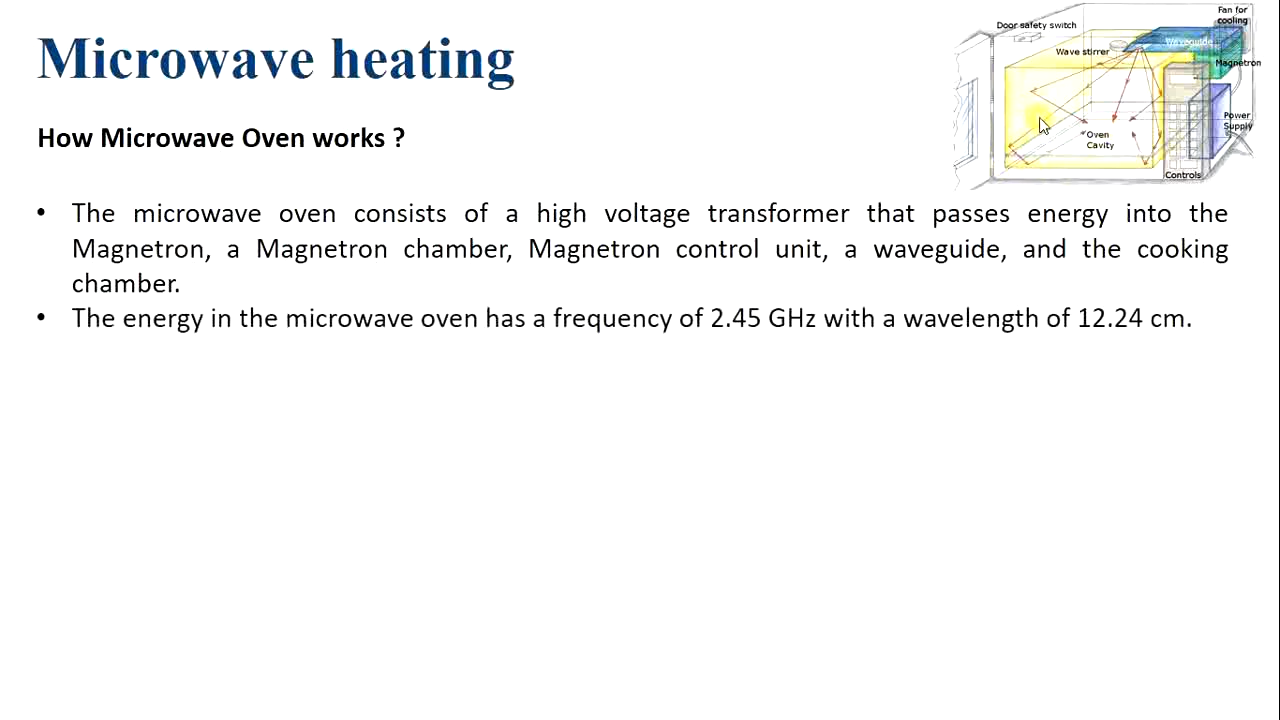 Microwave heating
How Microwave Oven works ?
• The microwave oven consists of a high voltage transformer that passes energy into the
Magnetron, a Magnetron chamber, Magnetron control unit, a waveguide, and the cooking
chamber.
• The energy in the microwave oven has a frequency of 2.45 GHz with a wavelength of 12.24 cm.
Door safety switch
Fan for
cooling
Wave stirrer
Waveguide
Magnetron
Power
Supply
Oven
Cavity
Controls